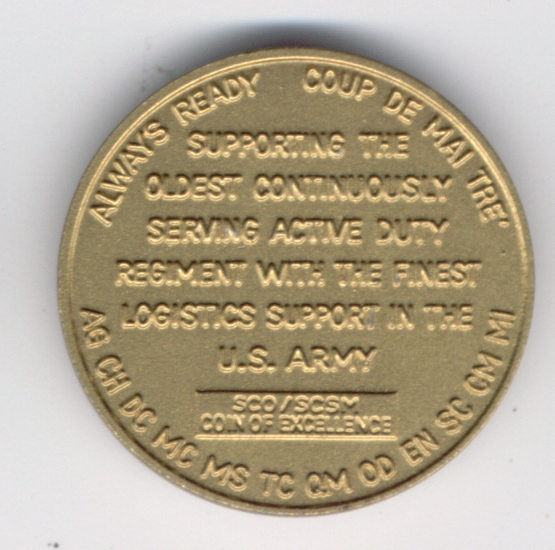 ALWAYS READY COUP DE MAI TRE'
SUPPORTING THE
OLDEST CONTINUOUSLY
SERVING ACTIVE DUTY
REGIMENT WITH THE FINEST
LOGISTICS SUPPORT IN THE
U.S. ARMY
SCO/SCSM
COIN OF EXCELLENCE
AG CH DC MC MS TC QM OD EN SC CM MI